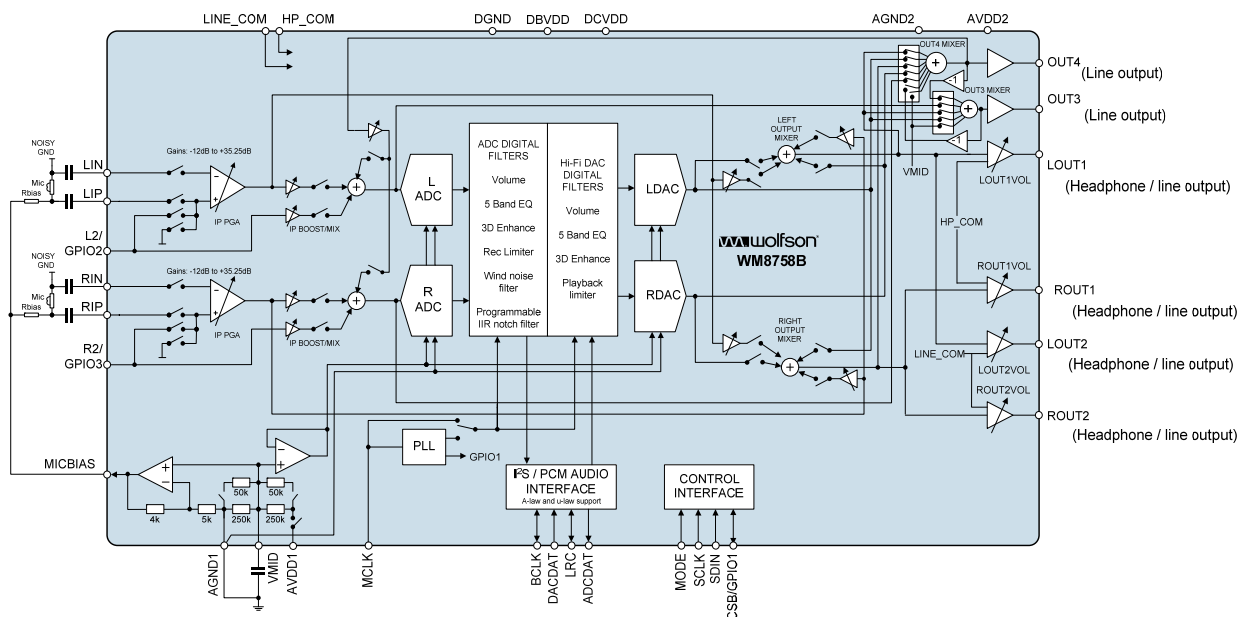 LINE_COM HP_COM DGND DBVDD DCVDD AGND2 AVDD2
OUT4 MIXER
OUT4
(Line output)
-1
OUT3 MIXER
OUT3
(Line output)
-1
VMID
NOISY
GND
Mic
Rbias
LIN
LIP
L2/
GPIO2
Gains: -12dB to +35.25dB
-
+
IP PGA
+
IP BOOST/MIX
L
ADC
ADC DIGITAL
FILTERS
Volume
5 Band EQ
3D Enhance
Rec Limiter
Wind noise
filter
Programmable
IIR notch filter
Hi-Fi DAC
DIGITAL
FILTERS
Volume
5 Band EQ
3D Enhance
Playback
limiter
LDAC
LEFT
OUTPUT
MIXER
+
LOUT1VOL
LOUT1
(Headphone / line output)
HP_COM
wolfson®
WM8758B
NOISY
GND
Mic
Rbias
RIN
RIP
R2/
GPIO3
Gains: -12dB to +35.25dB
-
+
IP PGA
+
IP BOOST/MIX
R
ADC
RDAC
RIGHT
OUTPUT
MIXER
+
ROUT1VOL
ROUT1
(Headphone / line output)
LINE_COM
LOUT2
(Headphone / line output)
LOUT2VOL
ROUT2VOL
ROUT2
(Headphone / line output)
MICBIAS
+
-
-
+
50k 50k
4k 5k 250k 250k
PLL
GPIO1
I²S / PCM AUDIO
INTERFACE
A-law and u-law support
CONTROL
INTERFACE
AGND1
VMID
AVDD1
MCLK
BCLK
DACDAT
LRC
ADCDAT
MODE
SCLK
SDIN
CSB/GPIO1